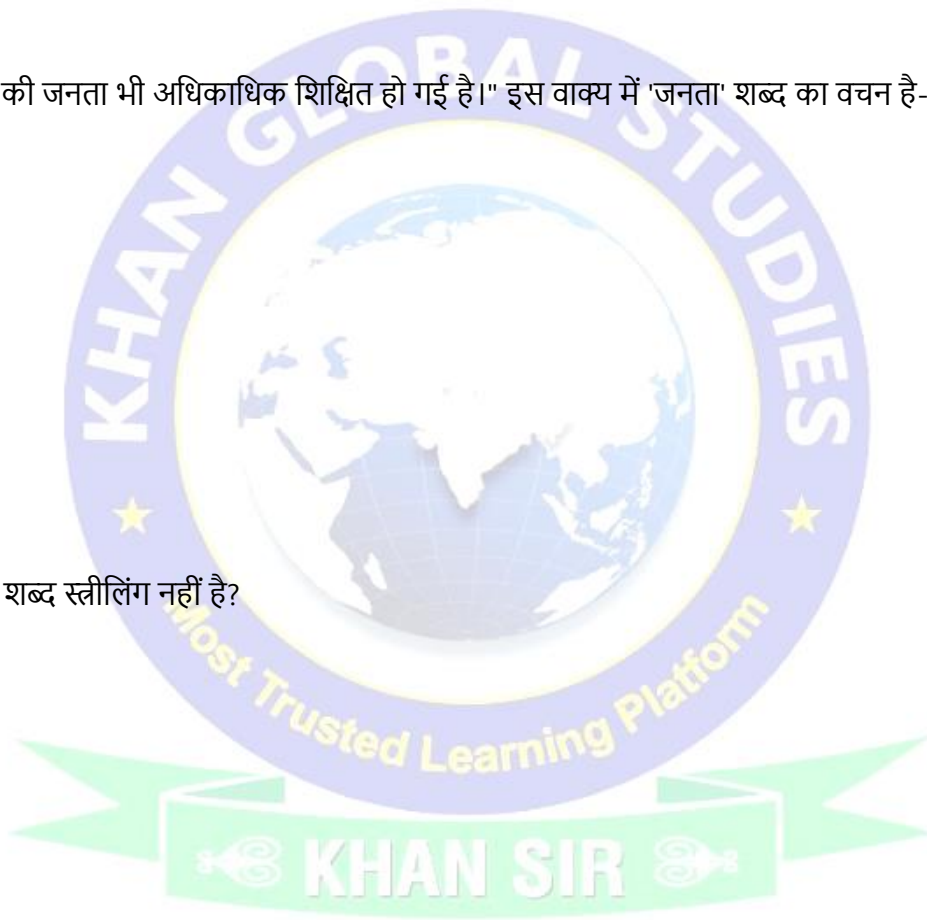 की जनता भी अधिकाधिक शिक्षित हो गई है।" इस वाक्य में 'जनता' शब्द का वचन है-
KHAN GLOBAL STUDIES
शब्द स्त्रीलिंग नहीं है?
Most Trusted Learning Platform
KHAN SIR